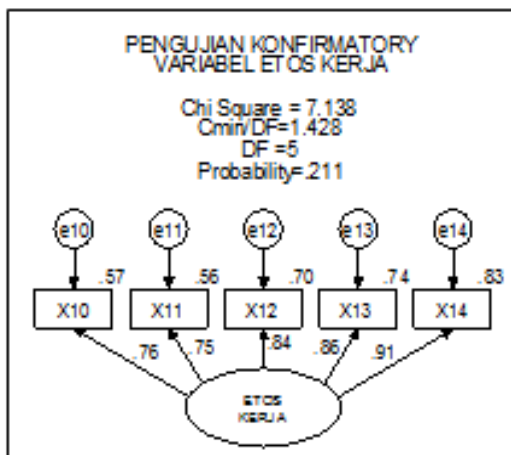 PENGUJIAN KONFIRMATORY
VARIABEL ETOS KERJA
Chi Square = 7.138
Cmin/DF=1.428
DF =5
Probability=.211
e10 e11 e12 e13 e14
.57 .56 .70 .74 .83
X10 X11 X12 X13 X14
.76 .75 .84 .86 .91
ETOS
KERJA